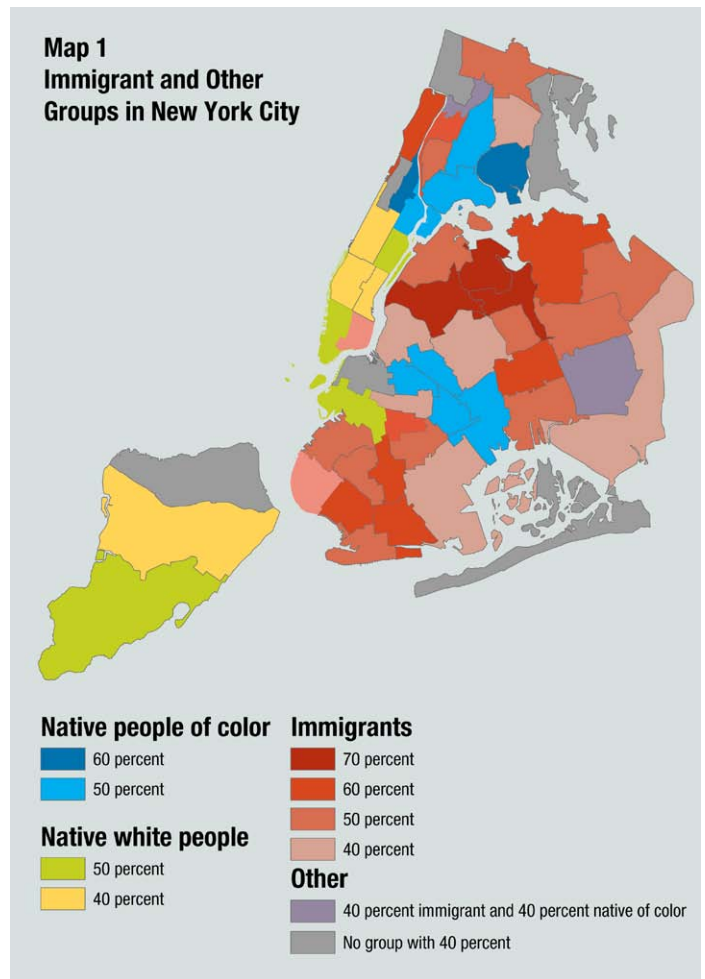 Map 1
Immigrant and Other
Groups in New York City
Native people of color
60 percent
50 percent
Native white people
50 percent
40 percent
Immigrants
70 percent
60 percent
50 percent
40 percent
Other
40 percent immigrant and 40 percent native of color
No group with 40 percent